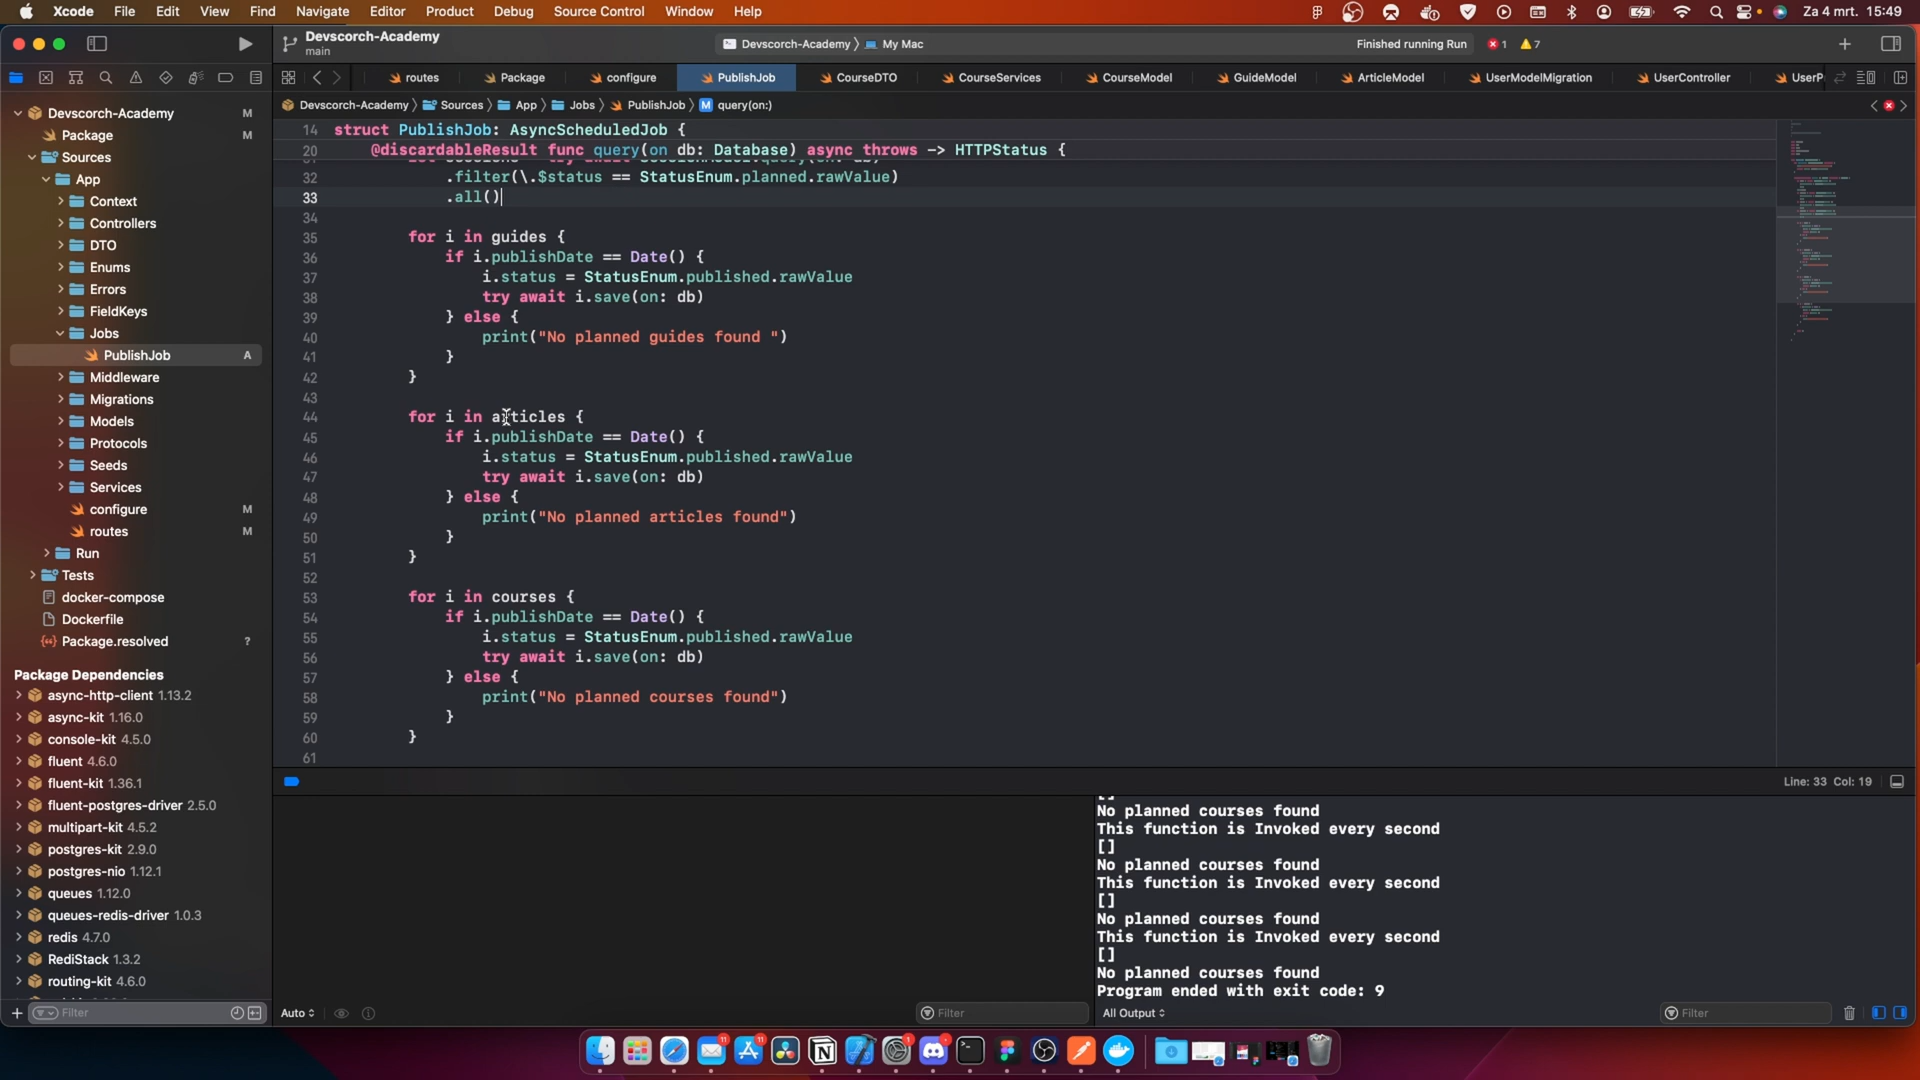 Xcode File Edit View Find Navigate Editor Product Debug Source Control Window Help Za 4 mrt. 15:49
Devscorch-Academy
main
Devscorch-Academy 〉 My Mac
Finished running Run 1 7
routes Package configure PublishJob CourseDTO CourseServices CourseModel GuideModel ArticleModel UserModelMigration UserController UserP
Devscorch-Academy 〉 Sources 〉 App 〉 Jobs 〉 PublishJob 〉 M query(on:)
Devscorch-Academy M
Package M
Sources
App
Context
Controllers
DTO
Enums
Errors
FieldKeys
Jobs
PublishJob A
Middleware
Migrations
Models
Protocols
Seeds
Services
configure M
routes M
Run
Tests
docker-compose
Dockerfile
Package.resolved ?
Package Dependencies
async-http-client 1.13.2
async-kit 1.16.0
console-kit 4.5.0
fluent 4.6.0
fluent-kit 1.36.1
fluent-postgres-driver 2.5.0
multipart-kit 4.5.2
postgres-kit 2.9.0
postgres-nio 1.12.1
queues 1.12.0
queues-redis-driver 1.0.3
redis 4.7.0
RediStack 1.3.2
routing-kit 4.6.0
Filter
14 struct PublishJob: AsyncScheduledJob {
20 @discardableResult func query(on db: Database) async throws -> HTTPStatus {
32 .filter(\.$status == StatusEnum.planned.rawValue)
33 .all()
34
35 for i in guides {
36 if i.publishDate == Date() {
37 i.status = StatusEnum.published.rawValue
38 try await i.save(on: db)
39 } else {
40 print("No planned guides found ")
41 }
42 }
43
44 for i in articles {
45 if i.publishDate == Date() {
46 i.status = StatusEnum.published.rawValue
47 try await i.save(on: db)
48 } else {
49 print("No planned articles found")
50 }
51 }
52
53 for i in courses {
54 if i.publishDate == Date() {
55 i.status = StatusEnum.published.rawValue
56 try await i.save(on: db)
57 } else {
58 print("No planned courses found")
59 }
60 }
61
Line: 33 Col: 19
[]
No planned courses found
This function is Invoked every second
[]
No planned courses found
This function is Invoked every second
[]
No planned courses found
This function is Invoked every second
[]
No planned courses found
Program ended with exit code: 9
Auto Filter All Output Filter
11 11 1